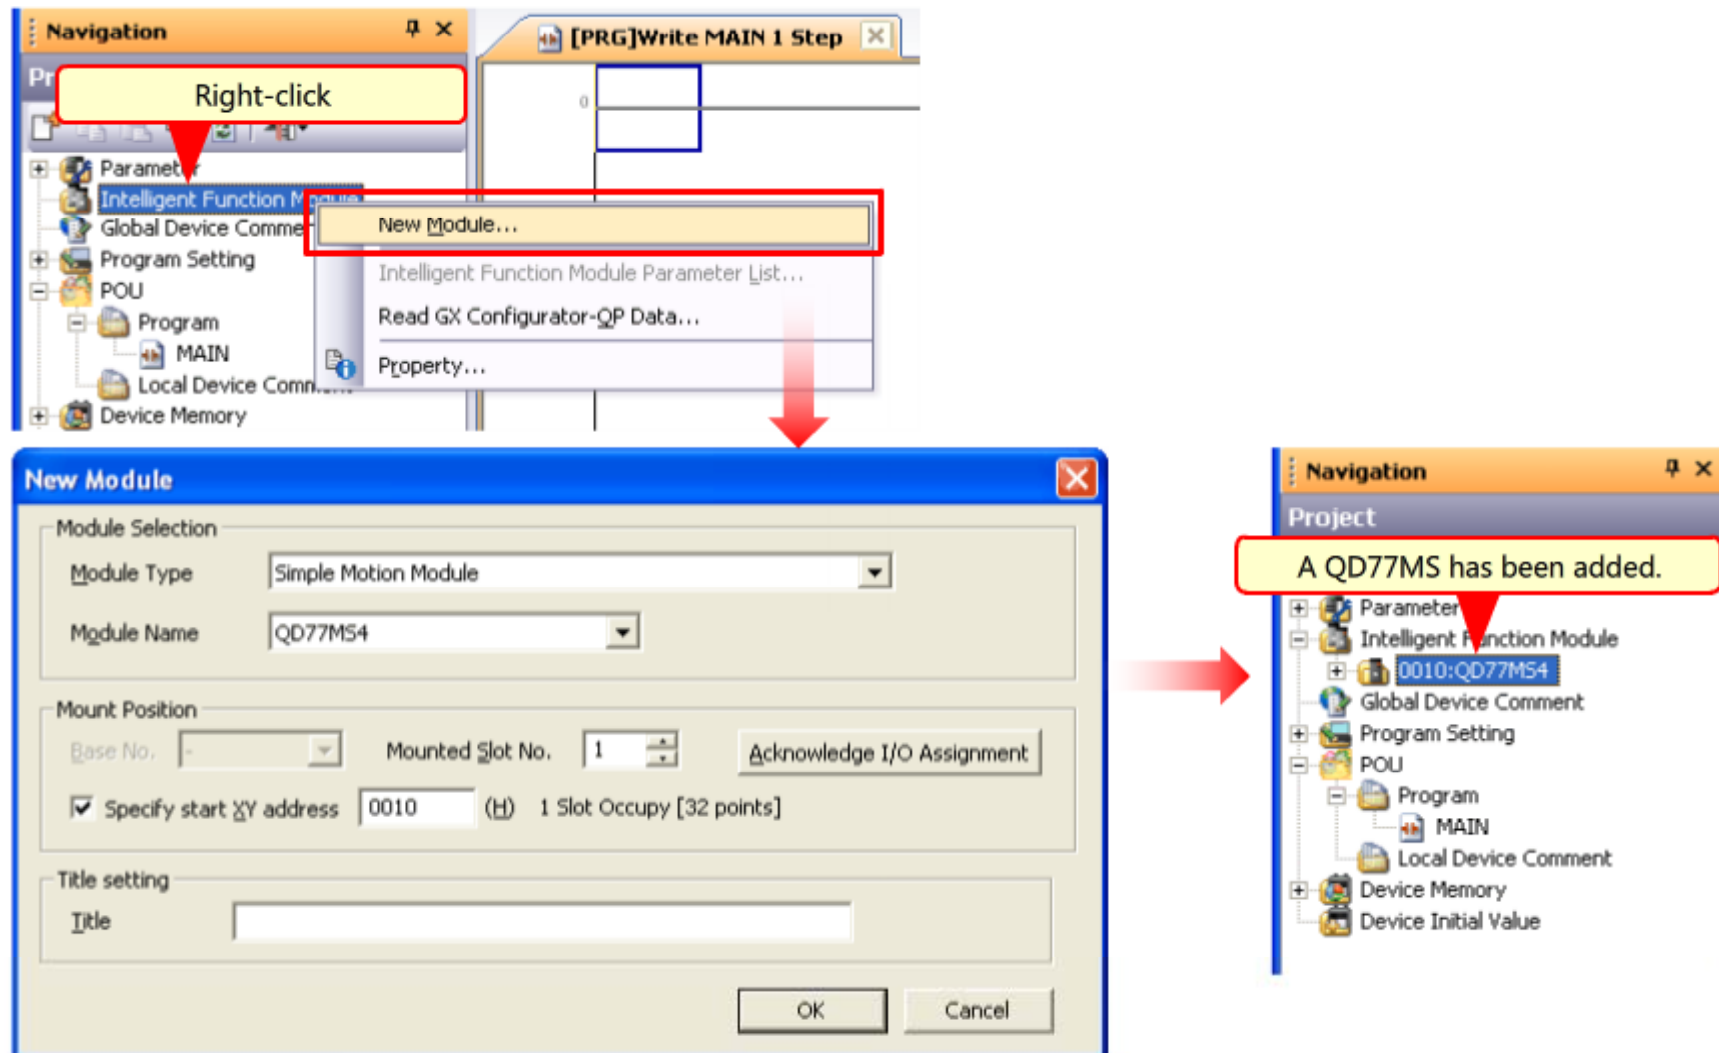 Navigation
[PRG]Write MAIN 1 Step
Pr
Right-click
0
Parameter
Intelligent Function Module
New Module...
Global Device Commen
Intelligent Function Module Parameter List...
Program Setting
POU
Read GX Configurator-QP Data...
Program
MAIN
Property...
Local Device Comment
Device Memory
New Module
Module Selection
Module Type
Simple Motion Module
Module Name
QD77MS4
Mount Position
Base No.
-
Mounted Slot No.
1
Acknowledge I/O Assignment
Specify start XY address
0010
(H)
1 Slot Occupy [32 points]
Title setting
Title
OK
Cancel
Navigation
Project
A QD77MS has been added.
Parameter
Intelligent Function Module
0010:QD77MS4
Global Device Comment
Program Setting
POU
Program
MAIN
Local Device Comment
Device Memory
Device Initial Value